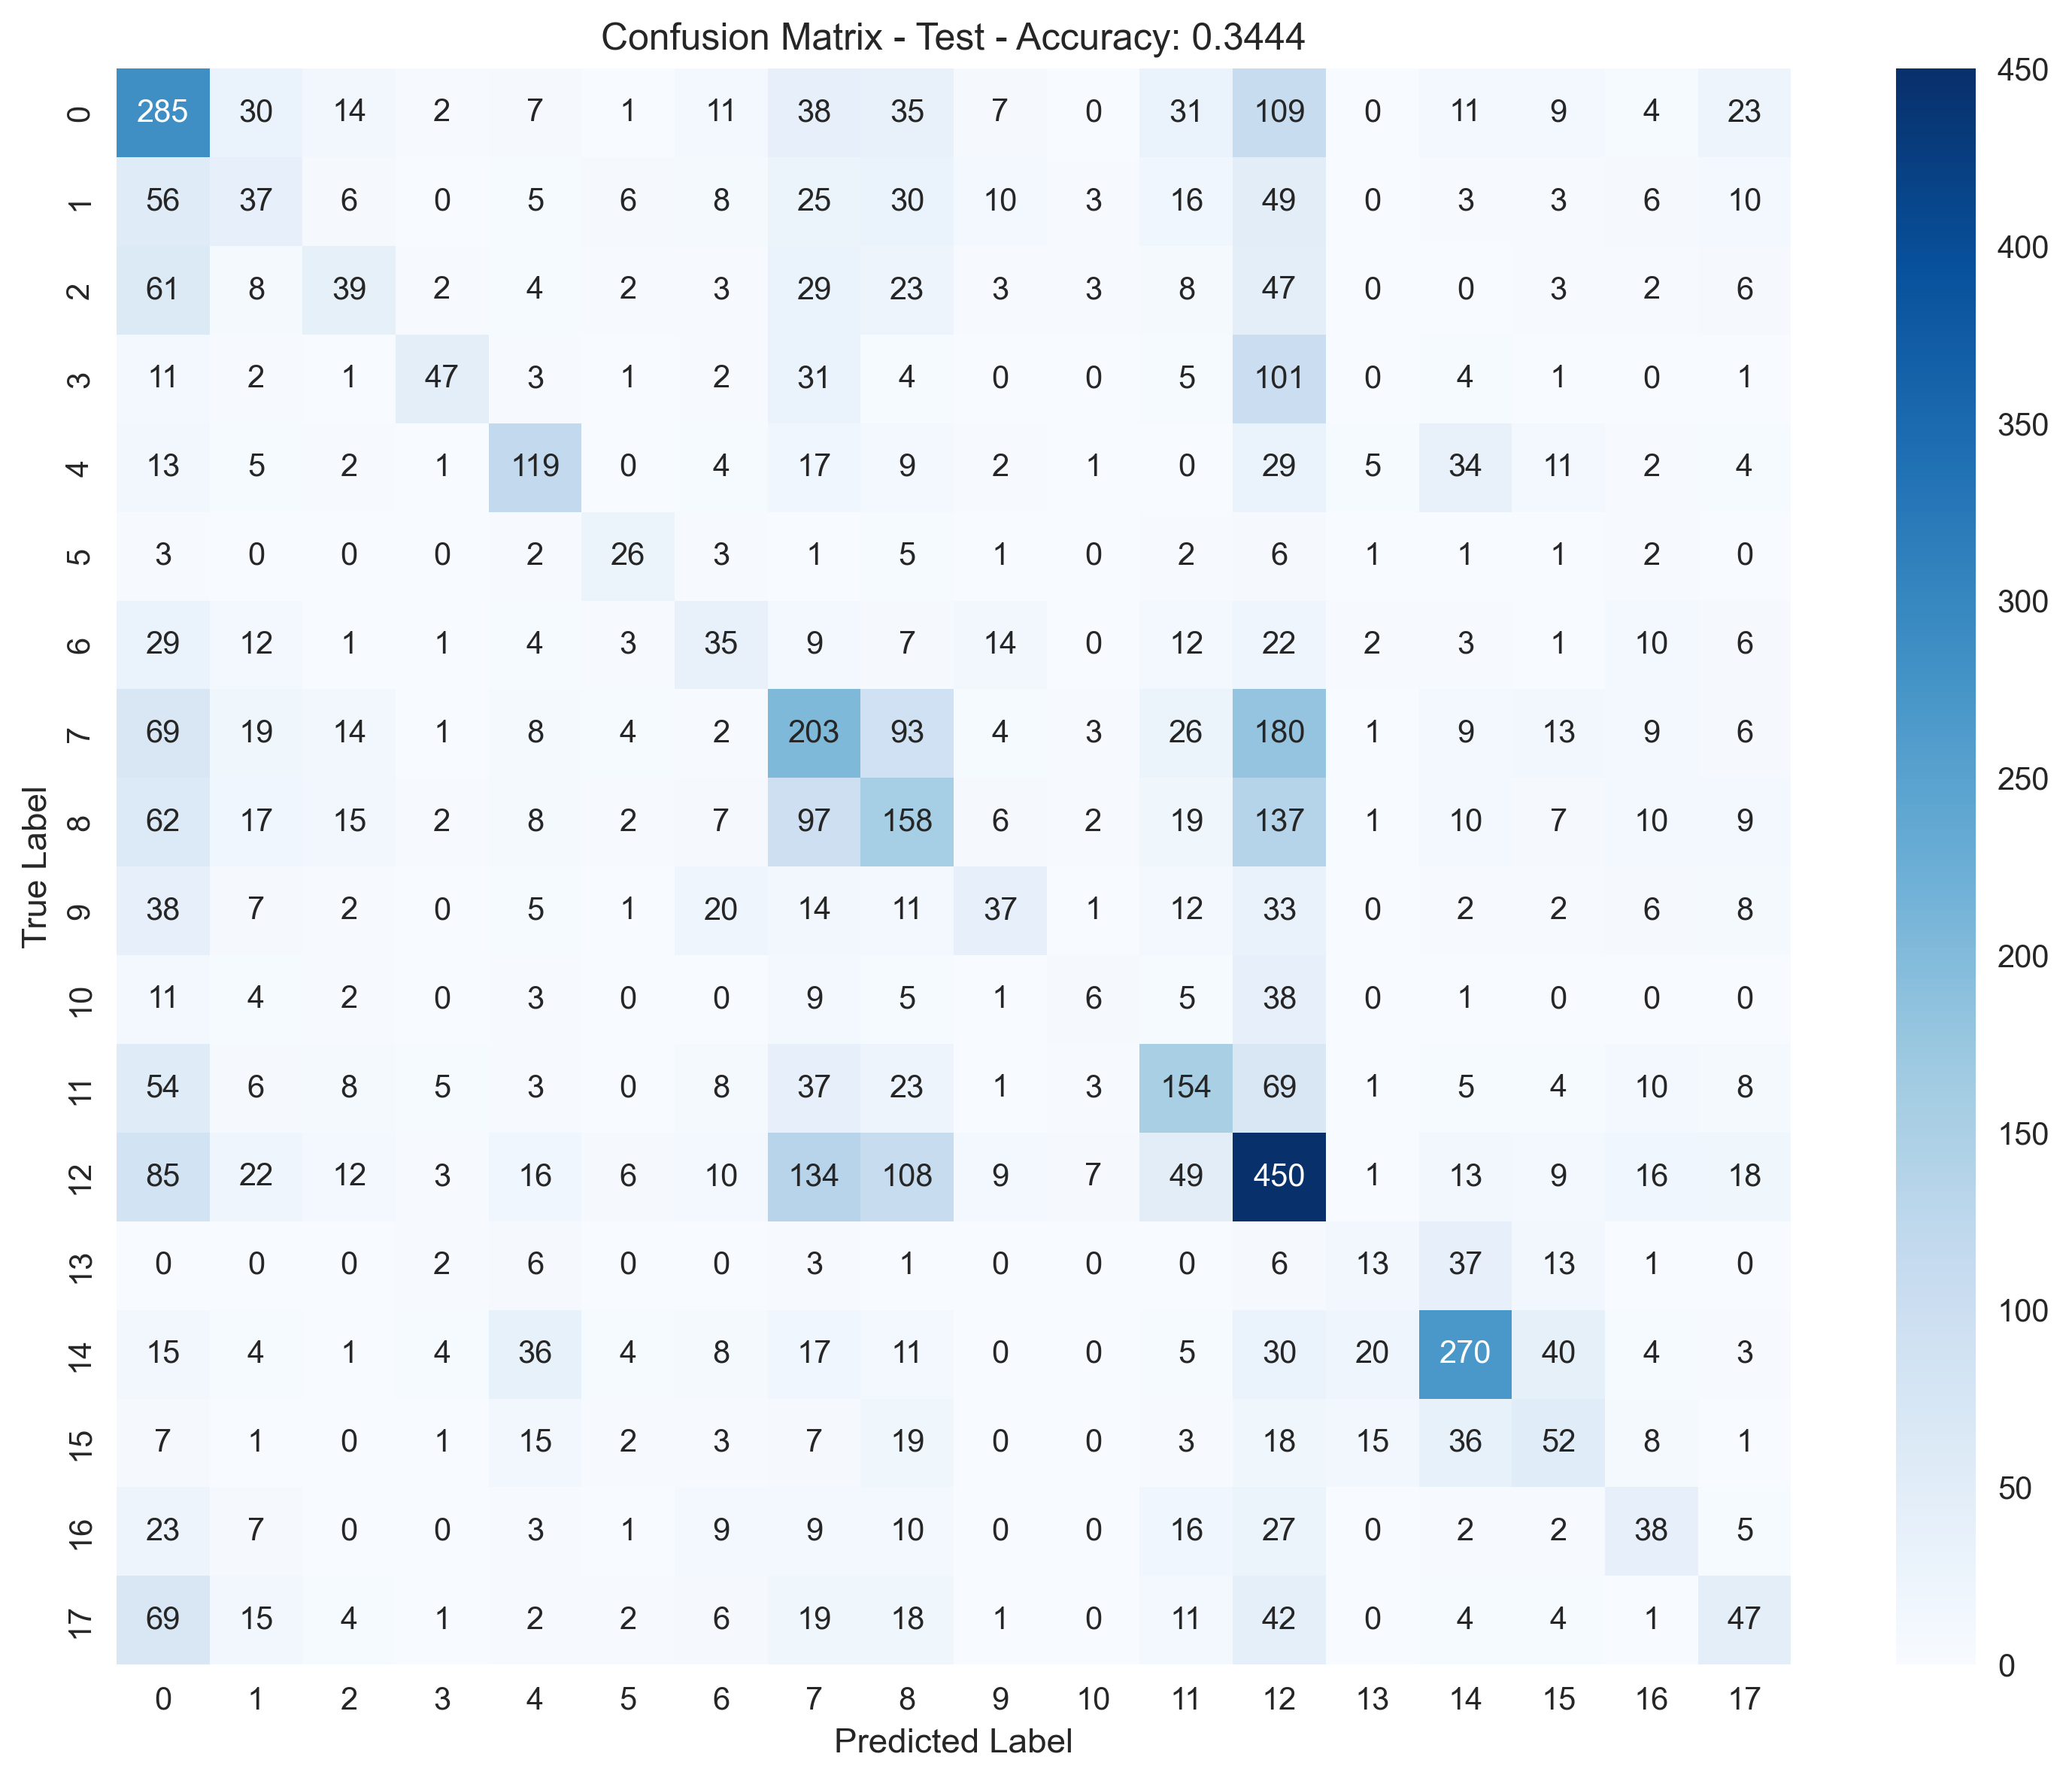 Confusion Matrix - Test - Accuracy: 0.3444
0 285 30 14 2 7 1 11 38 35 7 0 31 109 0 11 9 4 23
1 56 37 6 0 5 6 8 25 30 10 3 16 49 0 3 3 6 10
2 61 8 39 2 4 2 3 29 23 3 3 8 47 0 0 3 2 6
3 11 2 1 47 3 1 2 31 4 0 0 5 101 0 4 1 0 1
4 13 5 2 1 119 0 4 17 9 2 1 0 29 5 34 11 2 4
5 3 0 0 0 2 26 3 1 5 1 0 2 6 1 1 1 2 0
6 29 12 1 1 4 3 35 9 7 14 0 12 22 2 3 1 10 6
7 69 19 14 1 8 4 2 203 93 4 3 26 180 1 9 13 9 6
8 62 17 15 2 8 2 7 97 158 6 2 19 137 1 10 7 10 9
9 38 7 2 0 5 1 20 14 11 37 1 12 33 0 2 2 6 8
10 11 4 2 0 3 0 0 9 5 1 6 5 38 0 1 0 0 0
11 54 6 8 5 3 0 8 37 23 1 3 154 69 1 5 4 10 8
12 85 22 12 3 16 6 10 134 108 9 7 49 450 1 13 9 16 18
13 0 0 0 2 6 0 0 3 1 0 0 0 6 13 37 13 1 0
14 15 4 1 4 36 4 8 17 11 0 0 5 30 20 270 40 4 3
15 7 1 0 1 15 2 3 7 19 0 0 3 18 15 36 52 8 1
16 23 7 0 0 3 1 9 9 10 0 0 16 27 0 2 2 38 5
17 69 15 4 1 2 2 6 19 18 1 0 11 42 0 4 4 1 47
0 1 2 3 4 5 6 7 8 9 10 11 12 13 14 15 16 17
Predicted Label
True Label
450
400
350
300
250
200
150
100
50
0